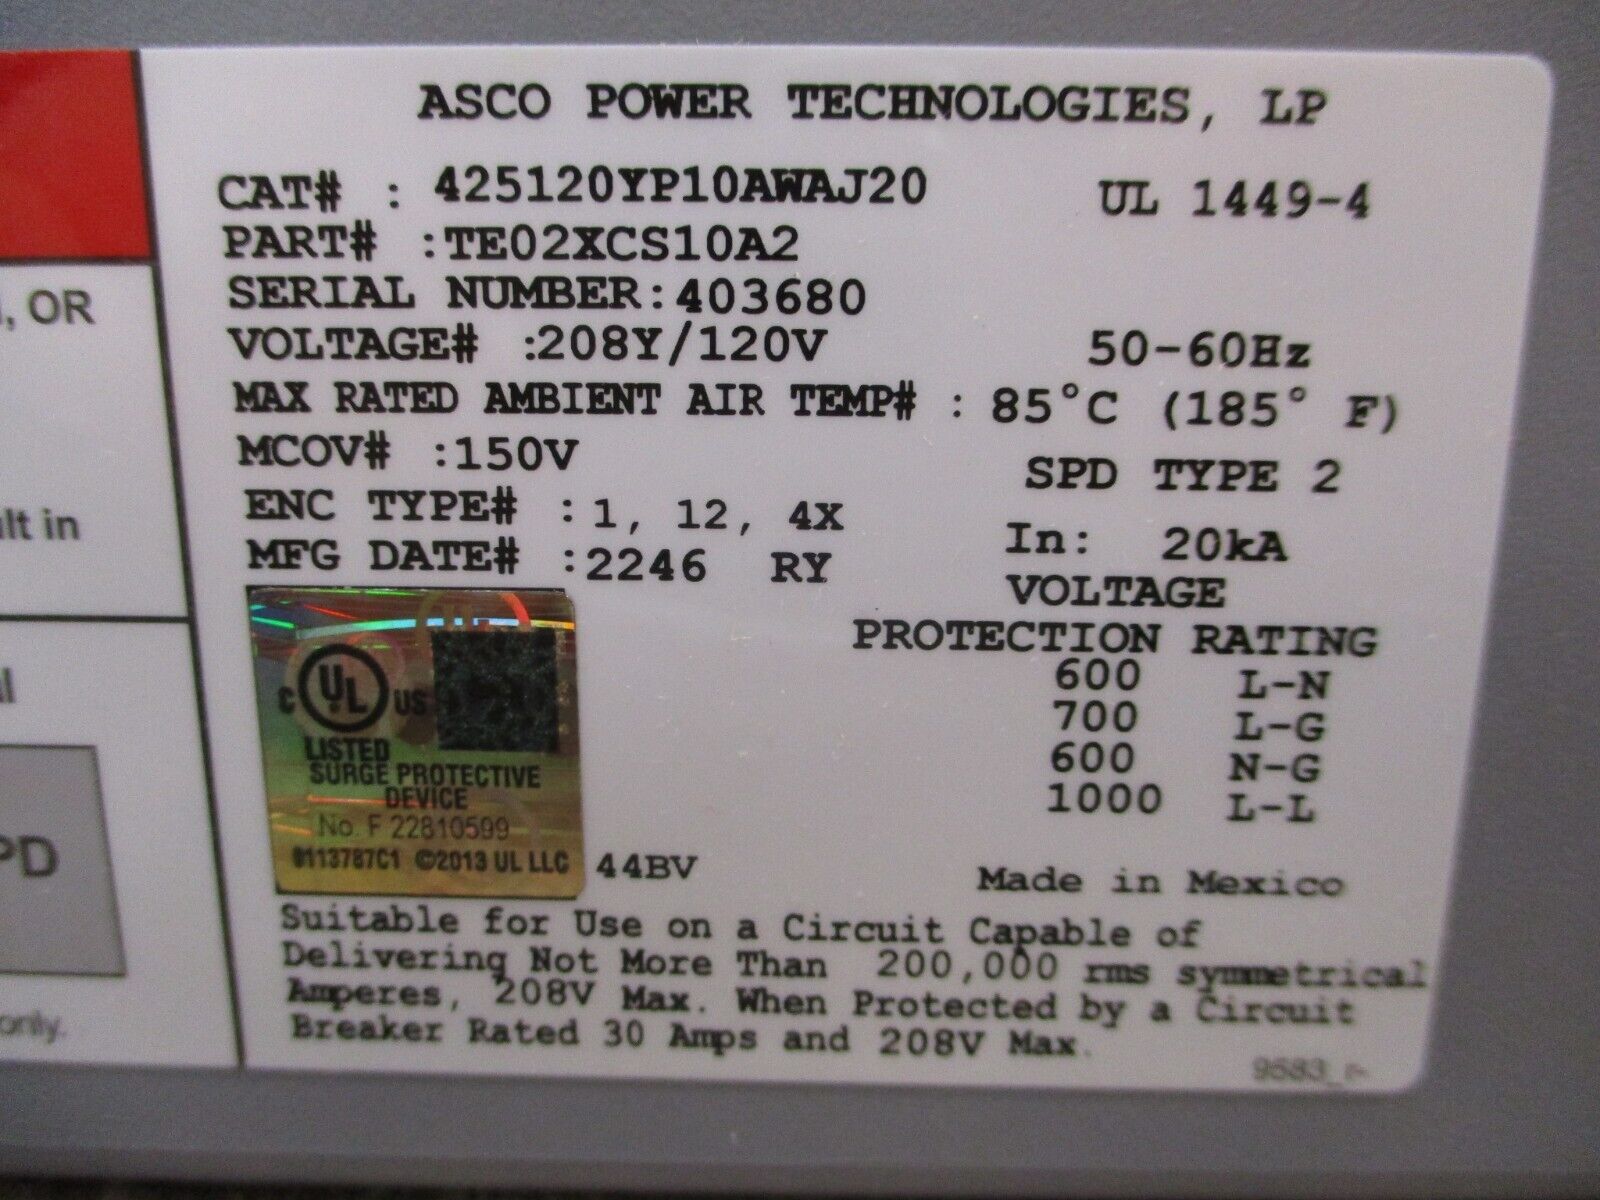 ASCO POWER TECHNOLOGIES, LP
CAT# : 425120YP10AWAJ20 UL 1449-4
PART# :TE02XCS10A2
SERIAL NUMBER:403680
VOLTAGE# :208Y/120V 50-60Hz
MAX RATED AMBIENT AIR TEMP# : 85°C (185° F)
MCOV# :150V
SPD TYPE 2
ENC TYPE# :1, 12, 4X
In: 20kA
MFG DATE# :2246 RY
VOLTAGE
PROTECTION RATING
600 L-N
700 L-G
600 N-G
1000 L-L
C UL US
LISTED
SURGE PROTECTIVE
DEVICE
No. F 22810599
©2013 UL LLC
44BV
Made in Mexico
Suitable for Use on a Circuit Capable of
Delivering Not More Than 200,000 rms symmetrical
Amperes, 208V Max. When Protected by a Circuit
Breaker Rated 30 Amps and 208V Max.
OR
in
PD
only.